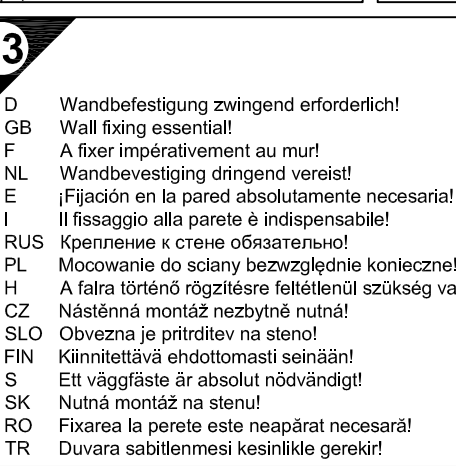 3
D Wandbefestigung zwingend erforderlich!
GB Wall fixing essential!
F A fixer impérativement au mur!
NL Wandbevestiging dringend vereist!
E ¡Fijación en la pared absolutamente necesaria!
I Il fissaggio alla parete è indispensabile!
RUS Крепление к стене обязательно!
PL Mocowanie do sciany bezwzględnie konieczne!
H A falra történő rögzítésre feltétlenül szükség va
CZ Nástěnná montáž nezbytně nutná!
SLO Obvezna je pritrditev na steno!
FIN Kiinnitettävä ehdottomasti seinään!
S Ett väggfäste är absolut nödvändigt!
SK Nutná montáž na stenu!
RO Fixarea la perete este neapărat necesară!
TR Duvara sabitlenmesi kesinlikle gerekir!